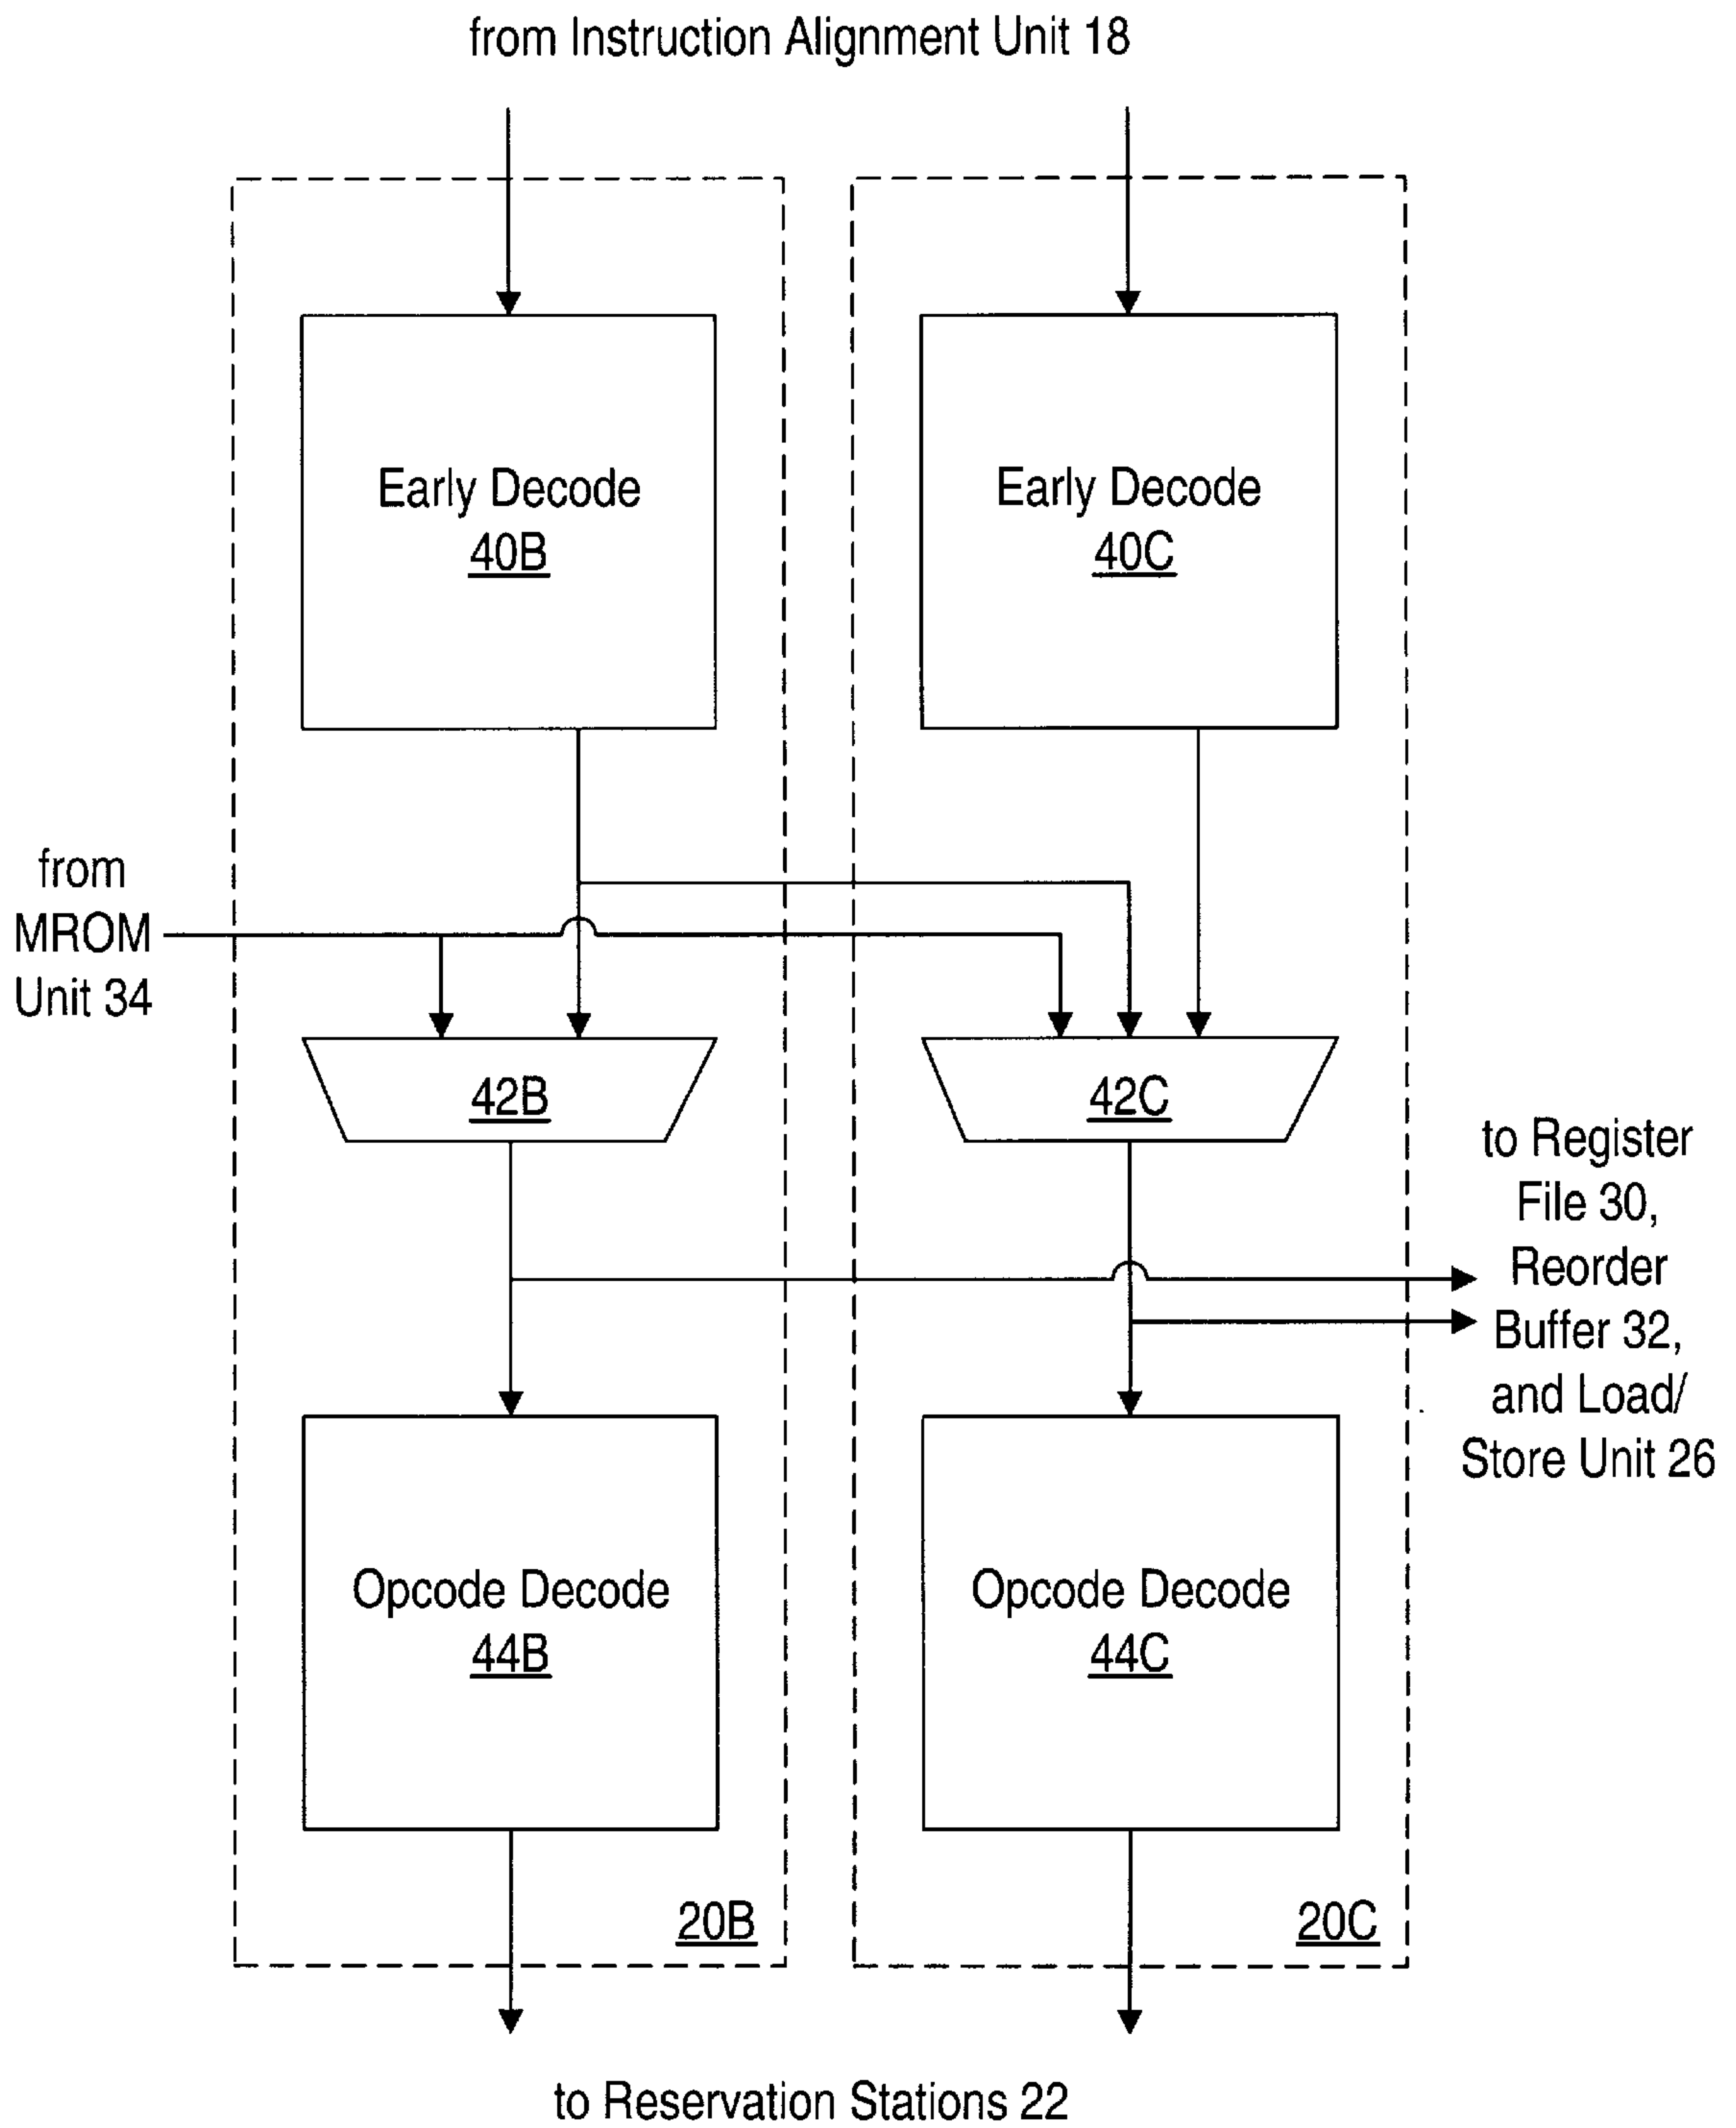 from Instruction Alignment Unit 18
Early Decode
40B
Early Decode
40C
from
MROM
Unit 34
42B
42C
to Register
File 30,
Reorder
Buffer 32,
and Load/
Store Unit 26
Opcode Decode
44B
Opcode Decode
44C
20B
20C
to Reservation Stations 22